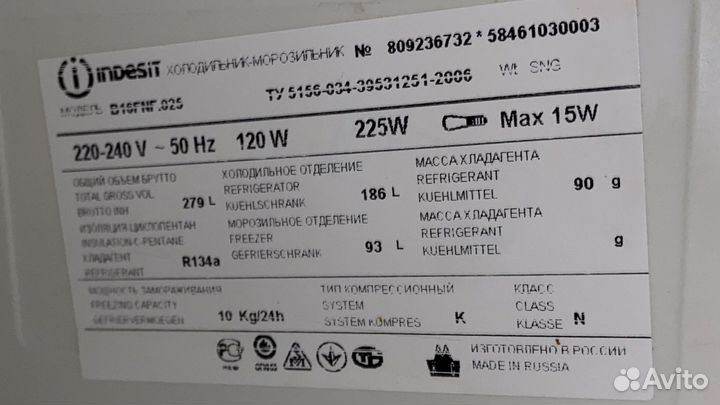 indesit ХОЛОДИЛЬНИК-МОРОЗИЛЬНИК № 809236732 * 58461030003
МОДЕЛЬ B16FNF.025 ТУ 5156-034-39531251-2006 SNG
220-240 V ~ 50 Hz 120 W 225W Max 15W
ОБЩИЙ ОБЪЕМ БРУТТО
TOTAL GROSS VOL
BRUTTO INH 279 L
ХОЛОДИЛЬНОЕ ОТДЕЛЕНИЕ
REFRIGERATOR
KUEHLSCHRANK 186 L
МАССА ХЛАДАГЕНТА
REFRIGERANT
KUEHLMITTEL 90 g
ИЗОЛЯЦИЯ ЦИКЛОПЕНТАН
INSULATION-C-PENTANE
ХЛАДАГЕНТ
REFRIGERANT R134a
МОРОЗИЛЬНОЕ ОТДЕЛЕНИЕ
FREEZER
GEFRIERSCHRANK 93 L
МАССА ХЛАДАГЕНТА
REFRIGERANT
KUEHLMITTEL g
МОЩНОСТЬ ЗАМОРАЖИВАНИЯ
FREEZING CAPACITY
GEFRIERVERMOEGEN 10 Kg/24h
ТИП КОМПРЕССИОННЫЙ
SYSTEM
SYSTEM KOMPRES K
КЛАСС
CLASS
KLASSE N
ИЗГОТОВЛЕНО В РОССИИ
MADE IN RUSSIA
Avito